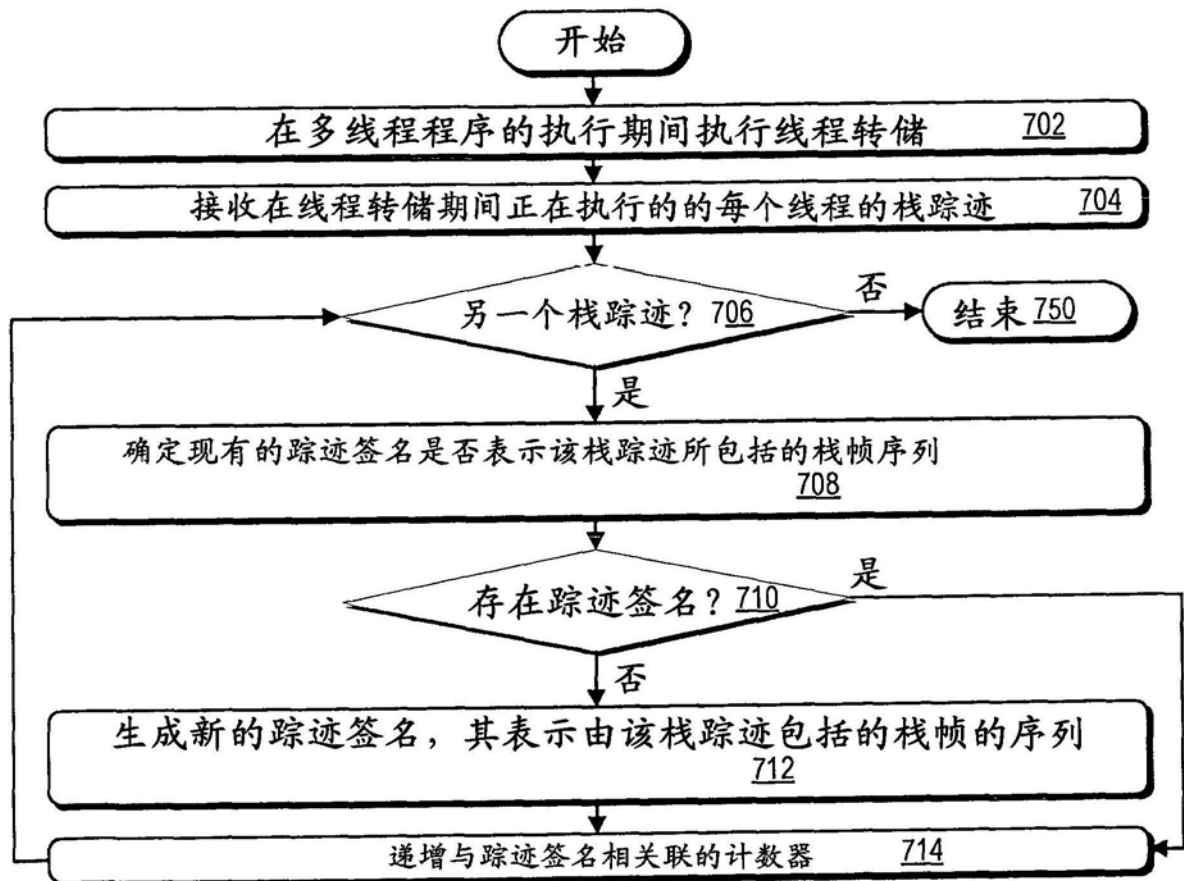 开始
在多线程程序的执行期间执行线程转储 702
接收在线程转储期间正在执行的的每个线程的栈踪迹 704
另一个栈踪迹？706
否
结束 750
是
确定现有的踪迹签名是否表示该栈踪迹所包括的栈帧序列
708
存在踪迹签名？710
是
否
生成新的踪迹签名，其表示由该栈踪迹包括的栈帧的序列
712
递增与踪迹签名相关联的计数器 714